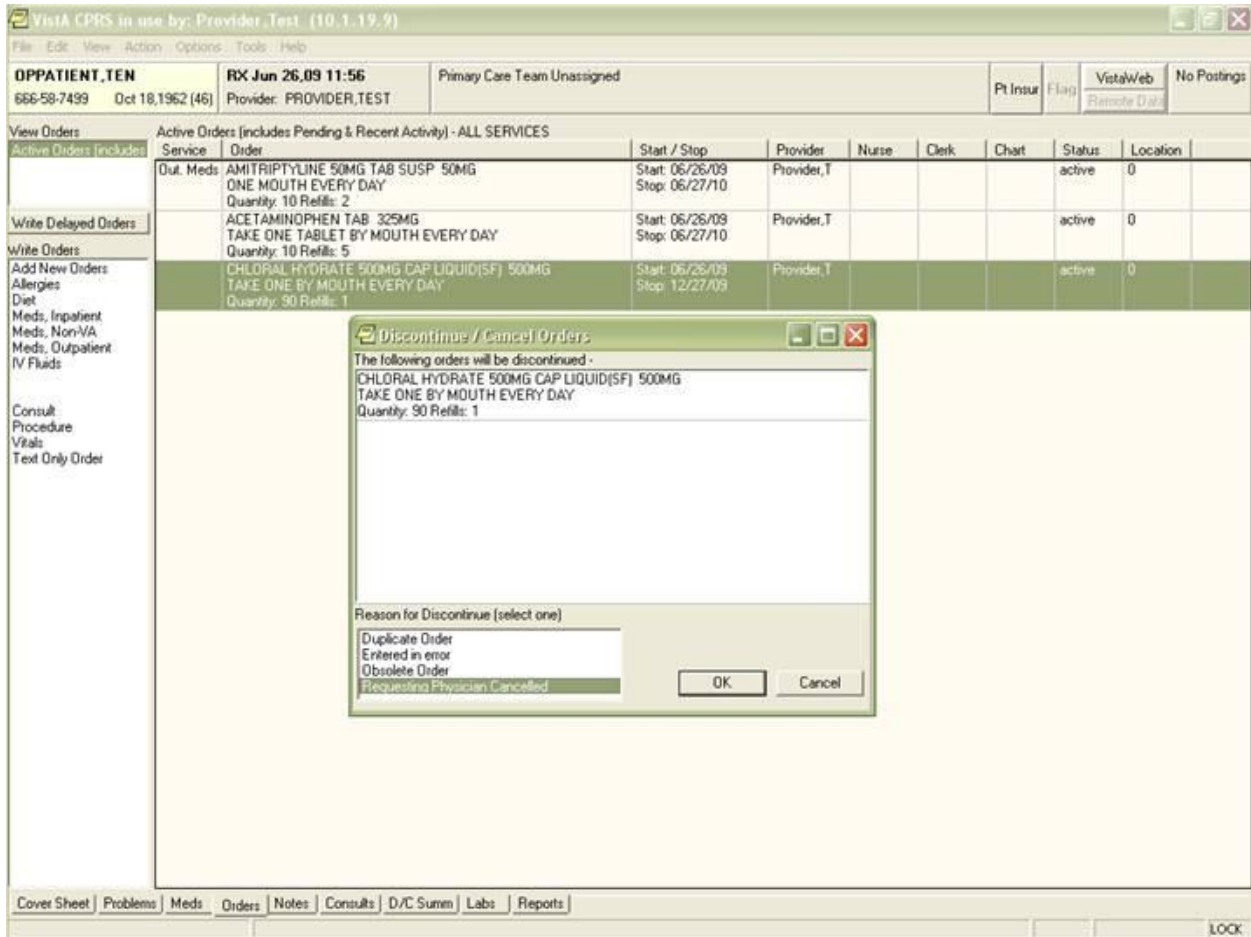 VistA CPRS in use by: Provider,Test (10.1.19.9)
File Edit View Action Options Tools Help
OPPATIENT,TEN
666-58-7499 Oct 18,1962 (46)
RX Jun 26,09 11:56
Provider: PROVIDER,TEST
Primary Care Team Unassigned
Pt Insur
Flag
VistaWeb
Remote Data
No Postings
View Orders
Active Orders (includes
Write Delayed Orders
Write Orders
Add New Orders
Allergies
Diet
Meds, Inpatient
Meds, Non-VA
Meds, Outpatient
IV Fluids
Consult
Procedure
Vitals
Text Only Order
Active Orders (includes Pending & Recent Activity) - ALL SERVICES
Service Order Start / Stop Provider Nurse Clerk Chart Status Location
Out. Meds AMITRIPTYLINE 50MG TAB SUSP 50MG Start: 06/26/09 Provider,T active 0
ONE MOUTH EVERY DAY Stop: 06/27/10
Quantity: 10 Refills: 2
ACETAMINOPHEN TAB 325MG Start: 06/26/09 Provider,T active 0
TAKE ONE TABLET BY MOUTH EVERY DAY Stop: 06/27/10
Quantity: 10 Refills: 5
CHLORAL HYDRATE 500MG CAP LIQUID(SF) 500MG Start: 06/26/09 Provider,T active 0
TAKE ONE BY MOUTH EVERY DAY Stop: 12/27/09
Quantity: 90 Refills: 1
Discontinue / Cancel Orders
The following orders will be discontinued -
CHLORAL HYDRATE 500MG CAP LIQUID(SF) 500MG
TAKE ONE BY MOUTH EVERY DAY
Quantity: 90 Refills: 1
Reason for Discontinue (select one)
Duplicate Order
Entered in error
Obsolete Order
Requesting Physician Cancelled
OK Cancel
Cover Sheet Problems Meds Orders Notes Consults D/C Summ Labs Reports
LOCK